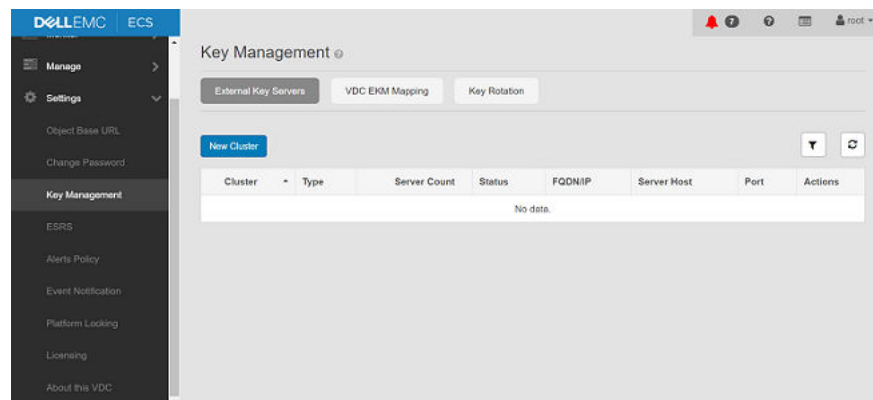 DELLEMC ECS
7
root
Manage
Settings
Object Base URL
Change Password
Key Management
ESRS
Alerts Policy
Event Notification
Platform Locking
Licensing
About this VDC
Key Management
External Key Servers VDC EKM Mapping Key Rotation
New Cluster
Cluster Type Server Count Status FQDN/IP Server Host Port Actions
No data.